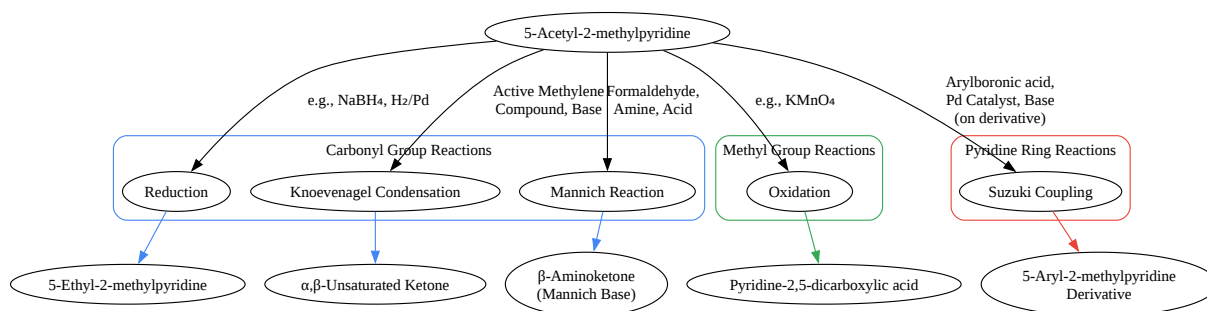 5-Acetyl-2-methylpyridine
e.g., NaBH₄, H₂/Pd
Active Methylene
Compound, Base
Formaldehyde,
Amine, Acid
e.g., KMnO₄
Arylboronic acid,
Pd Catalyst, Base
(on derivative)
Carbonyl Group Reactions
Methyl Group Reactions
Pyridine Ring Reactions
Reduction
Knoevenagel Condensation
Mannich Reaction
Oxidation
Suzuki Coupling
5-Ethyl-2-methylpyridine
α,β-Unsaturated Ketone
β-Aminoketone
(Mannich Base)
Pyridine-2,5-dicarboxylic acid
5-Aryl-2-methylpyridine
Derivative